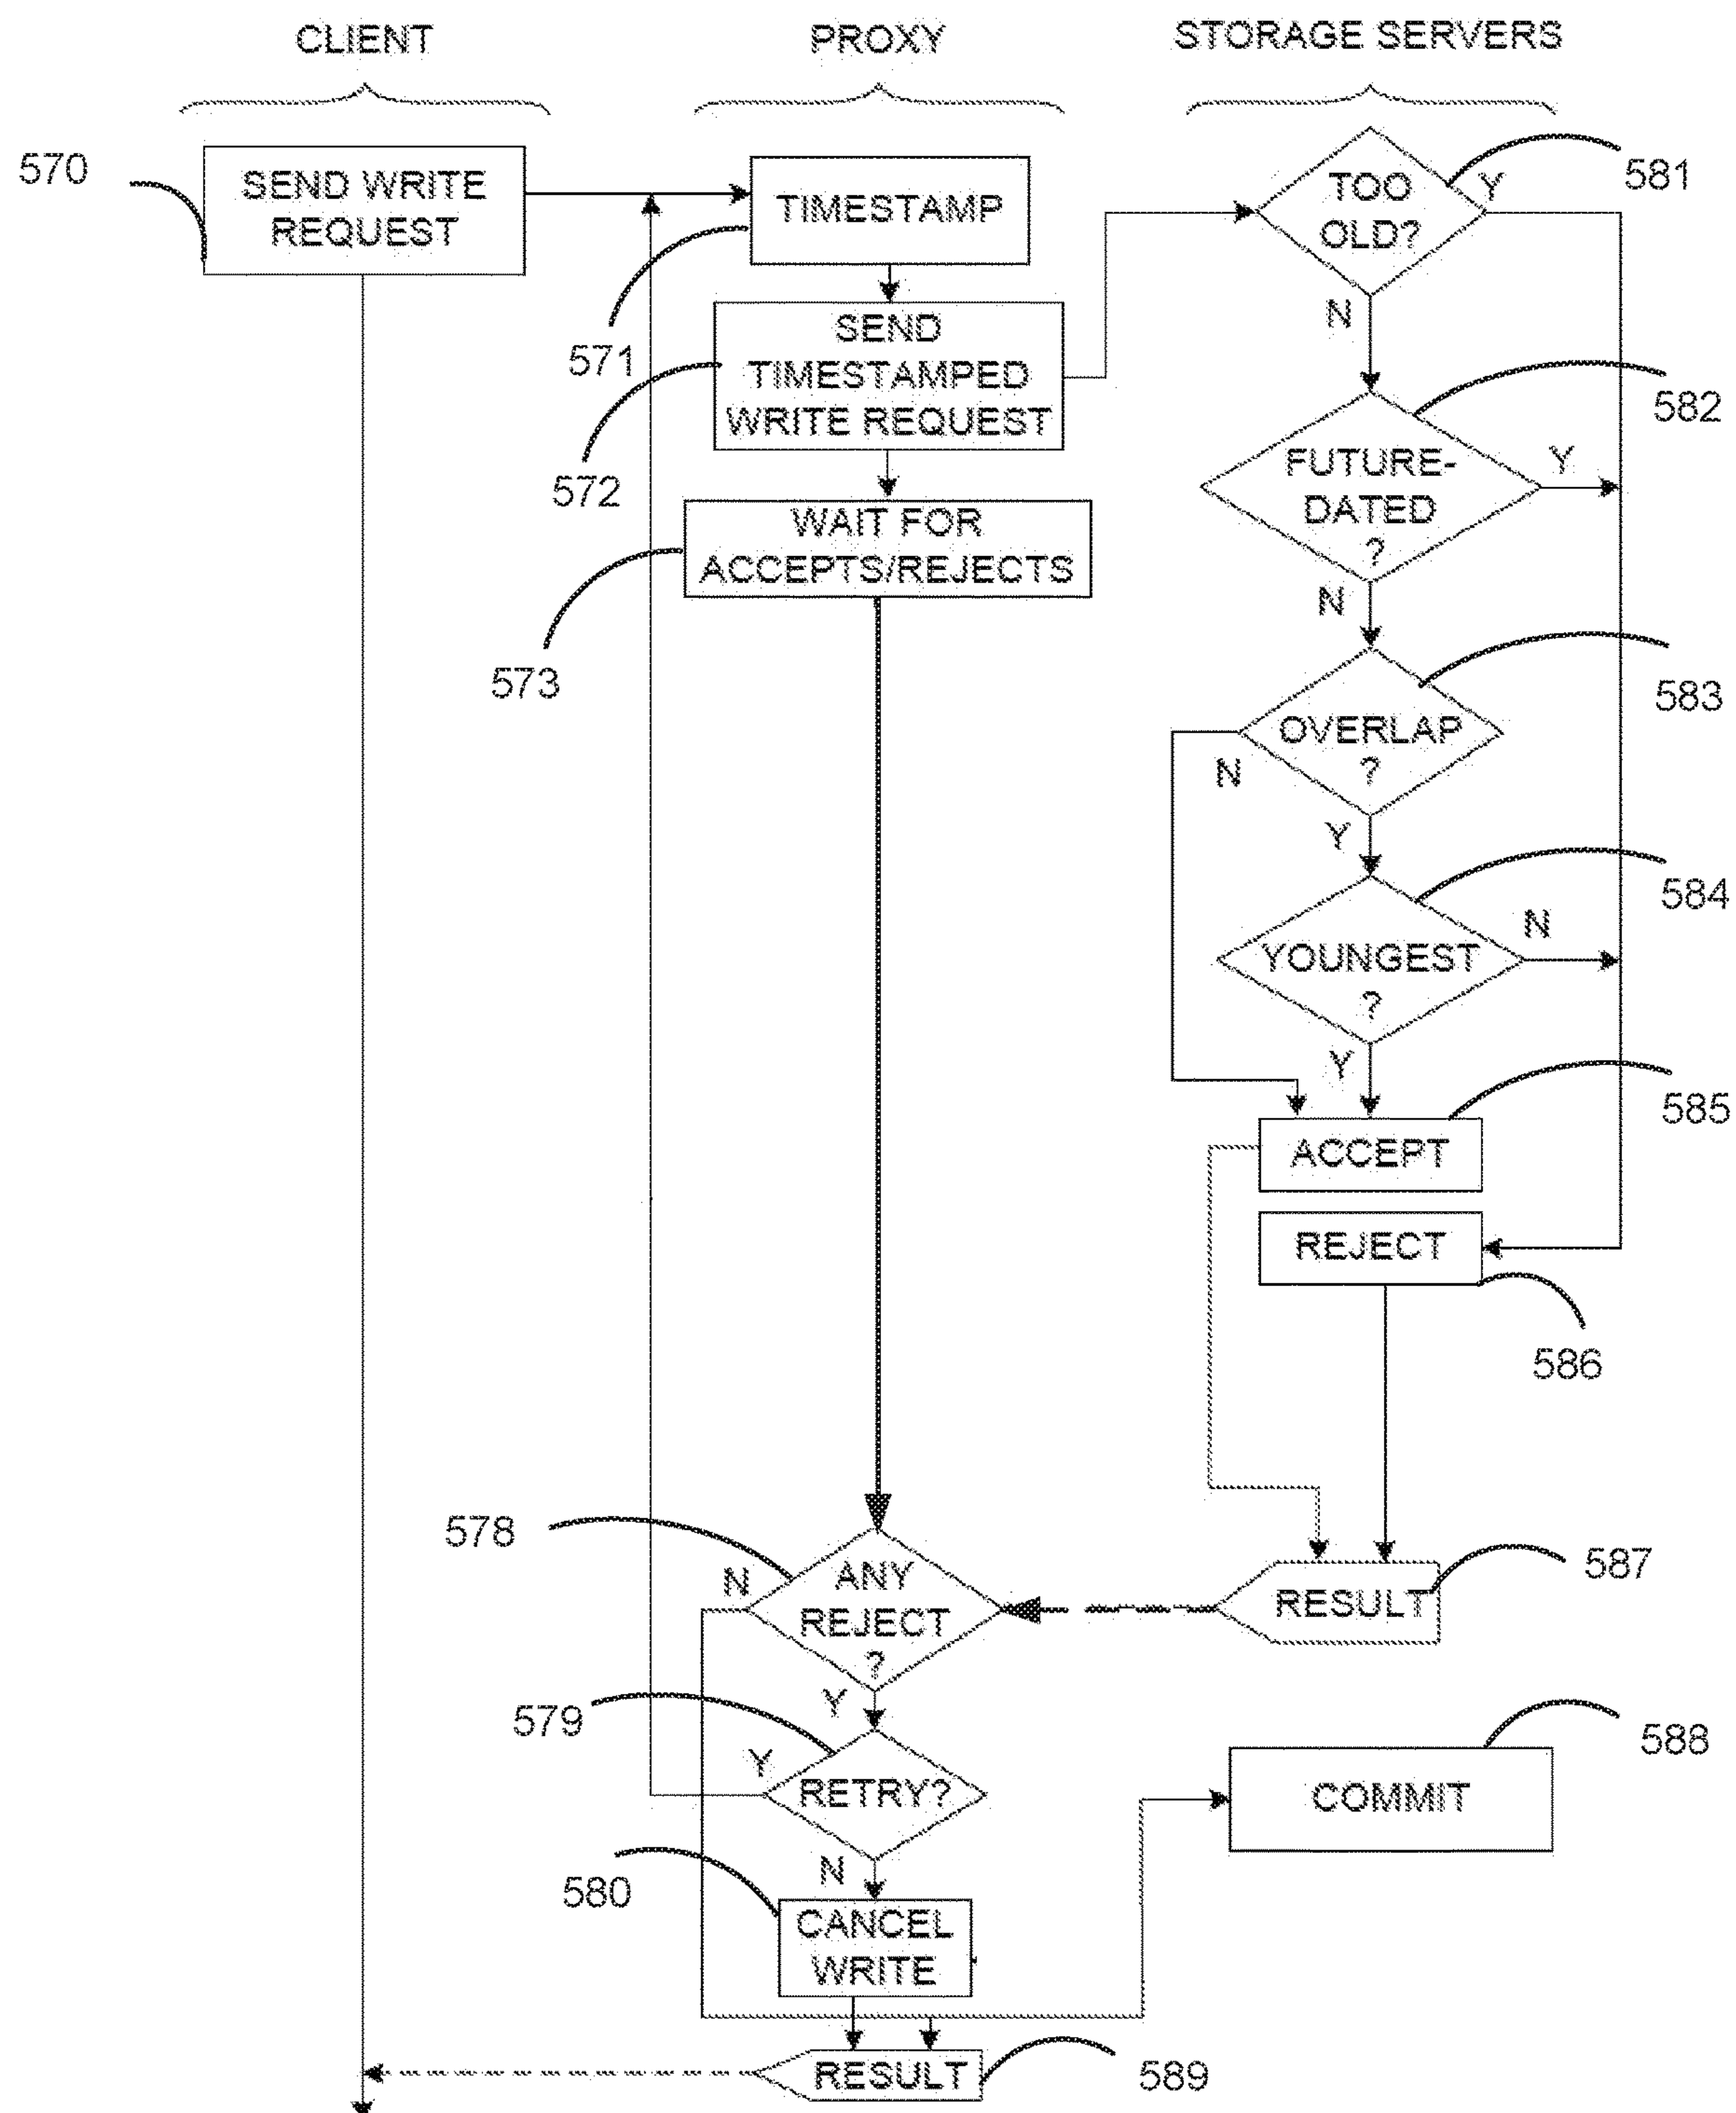 CLIENT
PROXY
STORAGE SERVERS
570
SEND WRITE
REQUEST
TIMESTAMP
571
SEND
TIMESTAMPED
WRITE REQUEST
572
WAIT FOR
ACCEPTS/REJECTS
573
TOO
OLD?
Y
581
N
FUTURE-
DATED
?
Y
582
N
OVERLAP
?
583
N
Y
YOUNGEST
?
584
N
Y
ACCEPT
585
REJECT
586
578
N
ANY
REJECT
?
RESULT
587
Y
579
Y
RETRY?
COMMIT
588
N
580
CANCEL
WRITE
RESULT
589